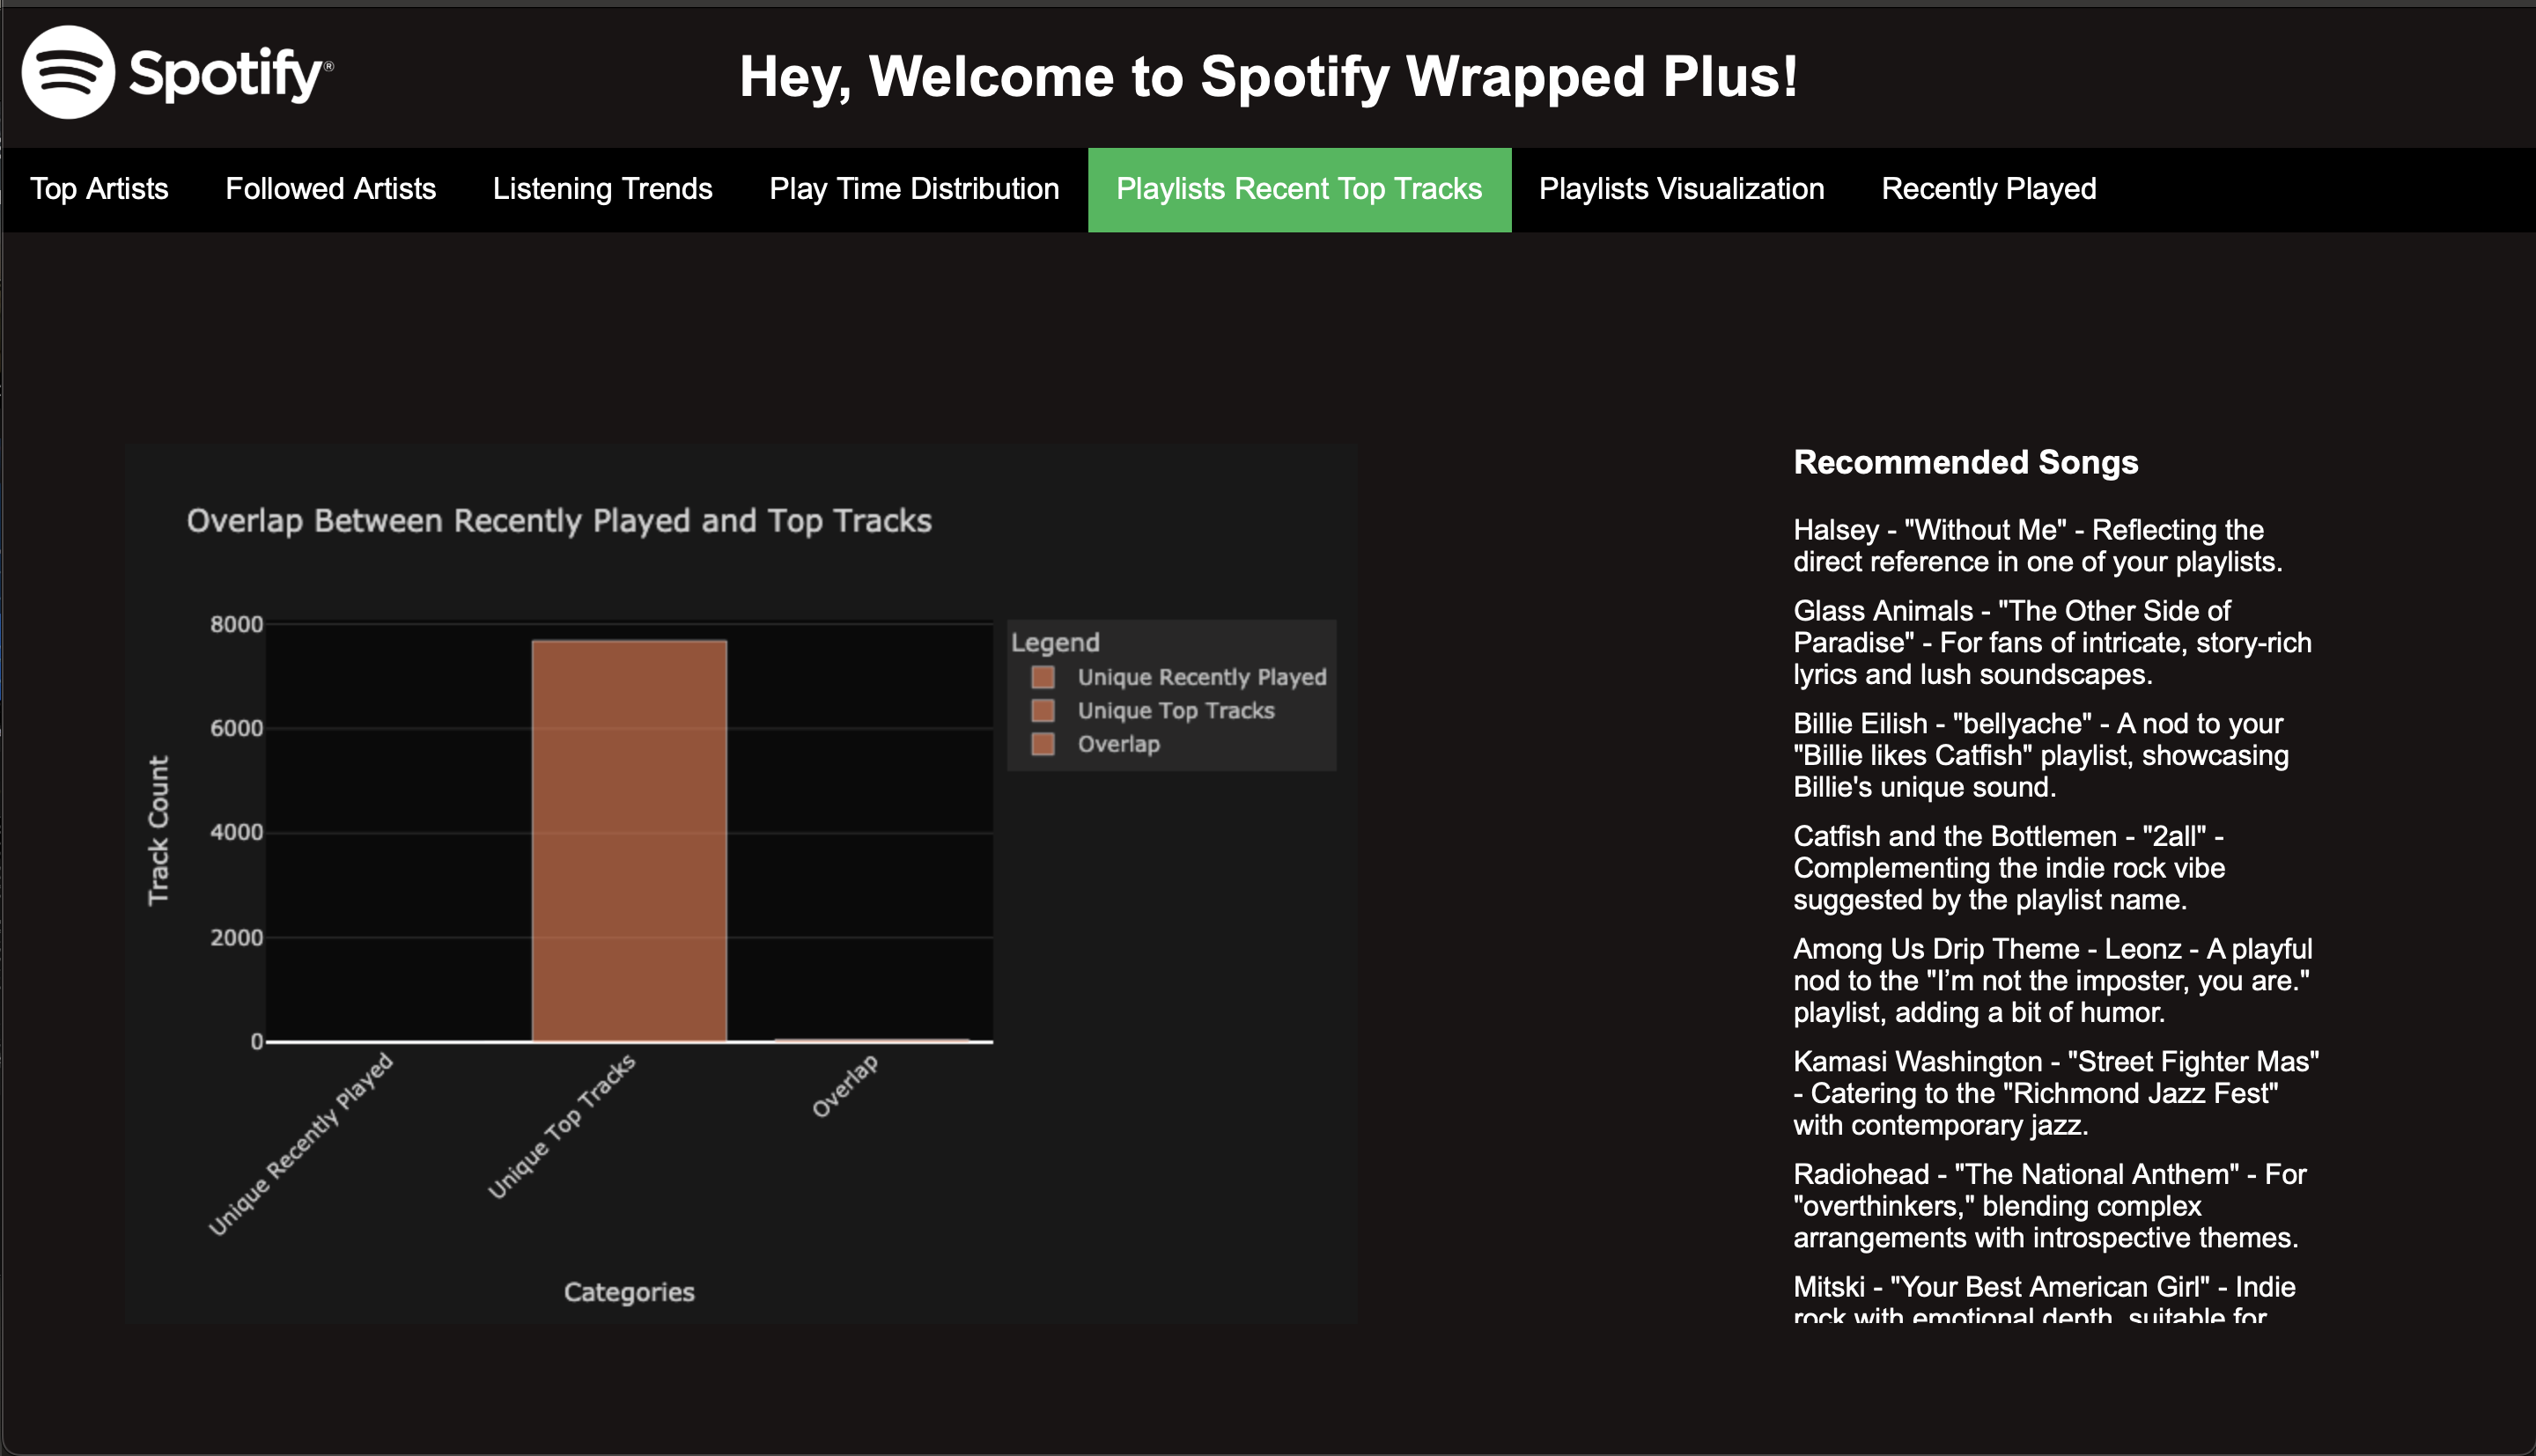 Spotify®
Hey, Welcome to Spotify Wrapped Plus!
Top Artists
Followed Artists
Listening Trends
Play Time Distribution
Playlists Recent Top Tracks
Playlists Visualization
Recently Played
Overlap Between Recently Played and Top Tracks
8000
6000
4000
2000
0
Track Count
Unique Recently Played
Unique Top Tracks
Overlap
Categories
Legend
Unique Recently Played
Unique Top Tracks
Overlap
Recommended Songs
Halsey - "Without Me" - Reflecting the
direct reference in one of your playlists.
Glass Animals - "The Other Side of
Paradise" - For fans of intricate, story-rich
lyrics and lush soundscapes.
Billie Eilish - "bellyache" - A nod to your
"Billie likes Catfish" playlist, showcasing
Billie's unique sound.
Catfish and the Bottlemen - "2all" -
Complementing the indie rock vibe
suggested by the playlist name.
Among Us Drip Theme - Leonz - A playful
nod to the "I’m not the imposter, you are."
playlist, adding a bit of humor.
Kamasi Washington - "Street Fighter Mas"
- Catering to the "Richmond Jazz Fest"
with contemporary jazz.
Radiohead - "The National Anthem" - For
"overthinkers," blending complex
arrangements with introspective themes.
Mitski - "Your Best American Girl" - Indie
rock with emotional depth, suitable for